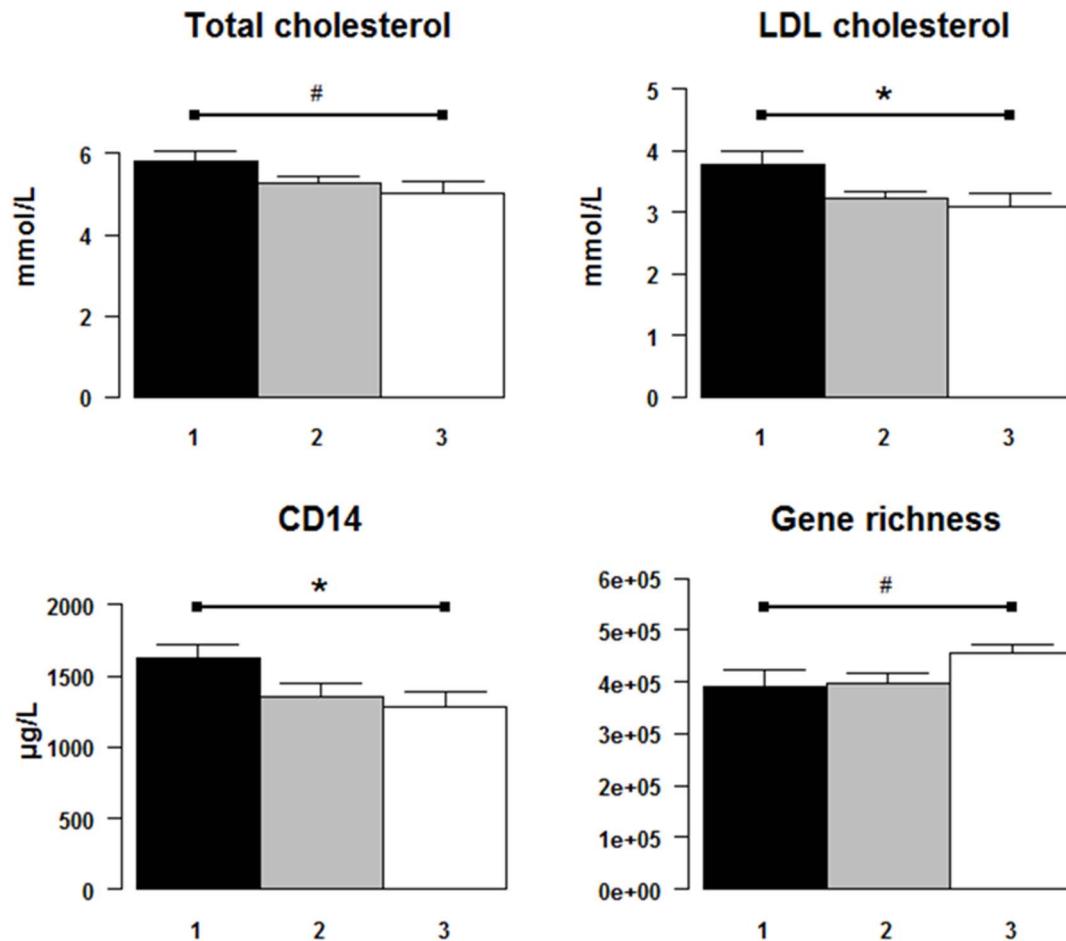 Total cholesterol
#
mmol/L
6
4
2
0
1 2 3
LDL cholesterol
*
mmol/L
5
4
3
2
1
0
1 2 3
CD14
*
µg/L
2000
1500
1000
500
0
1 2 3
Gene richness
#
6e+05
5e+05
4e+05
3e+05
2e+05
1e+05
0e+00
1 2 3